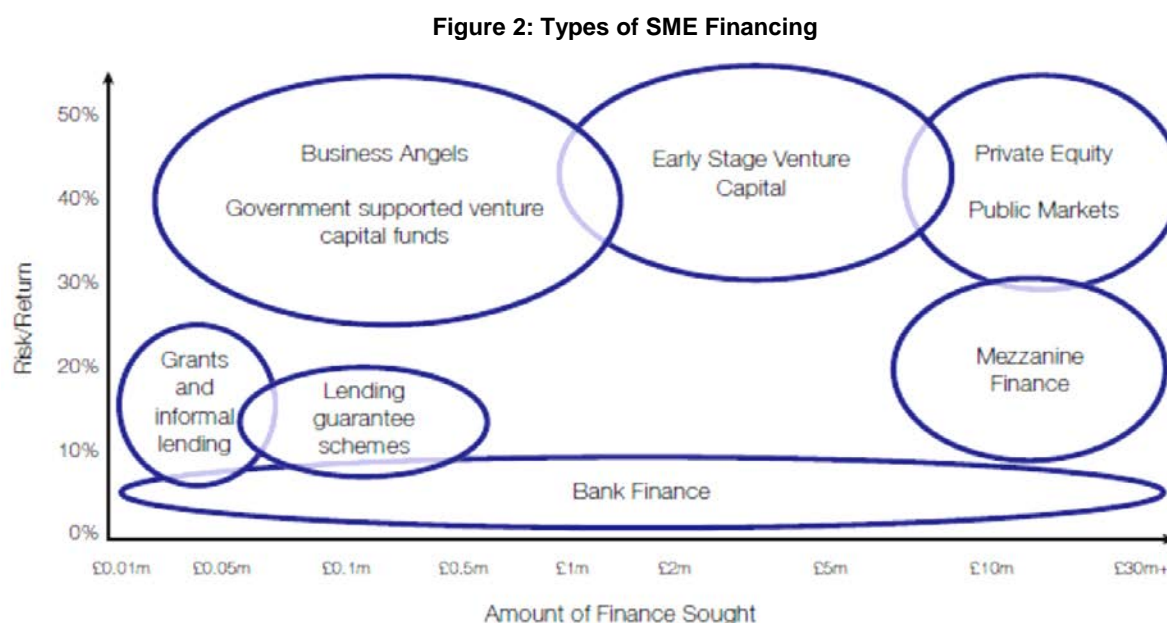 Figure 2: Types of SME Financing
50%
40%
30%
20%
10%
0%
Risk/Return
Business Angels
Government supported venture
capital funds
Early Stage Venture
Capital
Private Equity
Public Markets
Grants
and
informal
lending
Lending
guarantee
schemes
Mezzanine
Finance
Bank Finance
£0.01m £0.05m £0.1m £0.5m £1m £2m £5m £10m £30m+
Amount of Finance Sought